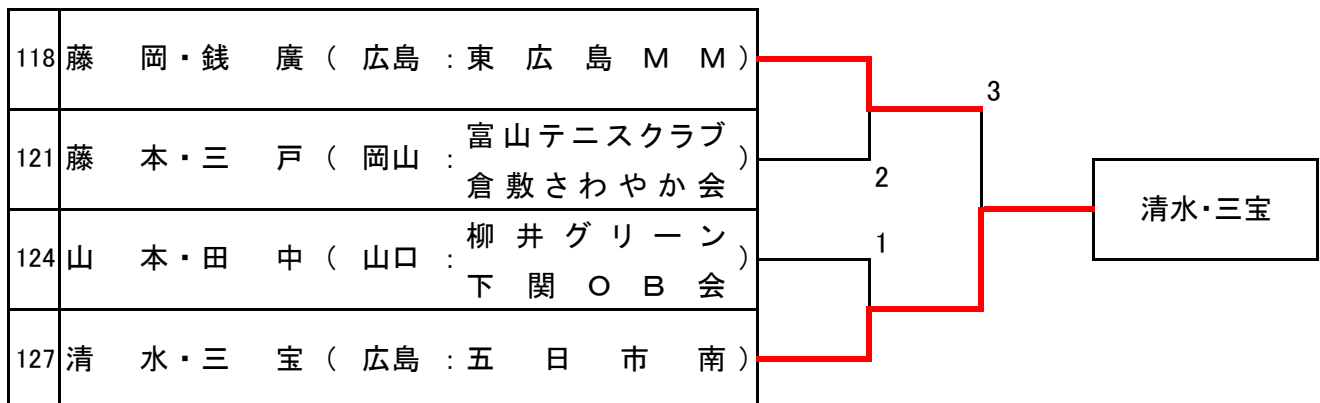 118 藤 岡・銭 廣 ( 広島 : 東 広 島 M M )
3
121 藤 本・三 戸 ( 岡山 : 富山テニスクラブ
倉敷さわやか会 )
2
清水・三宝
124 山 本・田 中 ( 山口 : 柳井グリーン
下関OB会 )
1
127 清 水・三 宝 ( 広島 : 五 日 市 南 )